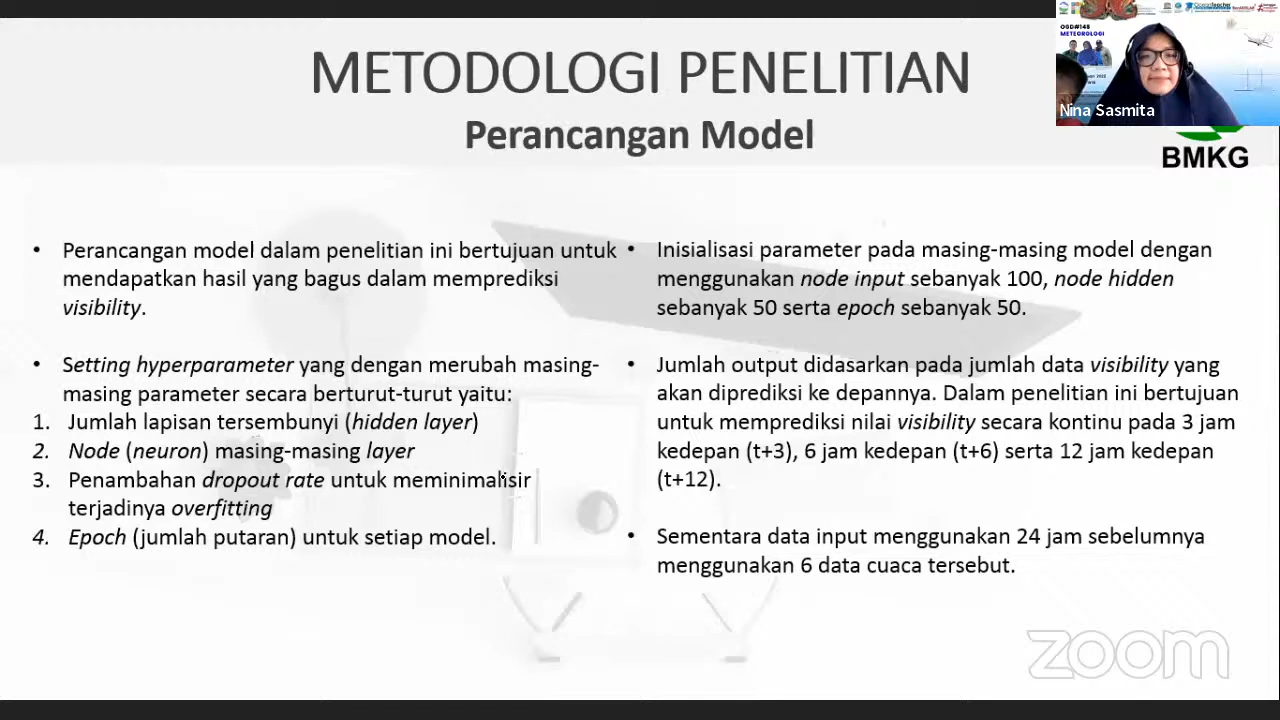 METODOLOGI PENELITIAN
Perancangan Model
OGD#148
METEOROLOGI
Nina Sasmita
BMKG
• Perancangan model dalam penelitian ini bertujuan untuk
mendapatkan hasil yang bagus dalam memprediksi
visibility.
• Setting hyperparameter yang dengan merubah masing-
masing parameter secara berturut-turut yaitu:
1. Jumlah lapisan tersembunyi (hidden layer)
2. Node (neuron) masing-masing layer
3. Penambahan dropout rate untuk meminimalisir
terjadinya overfitting
4. Epoch (jumlah putaran) untuk setiap model.
• Inisialisasi parameter pada masing-masing model dengan
menggunakan node input sebanyak 100, node hidden
sebanyak 50 serta epoch sebanyak 50.
• Jumlah output didasarkan pada jumlah data visibility yang
akan diprediksi ke depannya. Dalam penelitian ini bertujuan
untuk memprediksi nilai visibility secara kontinu pada 3 jam
kedepan (t+3), 6 jam kedepan (t+6) serta 12 jam kedepan
(t+12).
• Sementara data input menggunakan 24 jam sebelumnya
menggunakan 6 data cuaca tersebut.
zoom